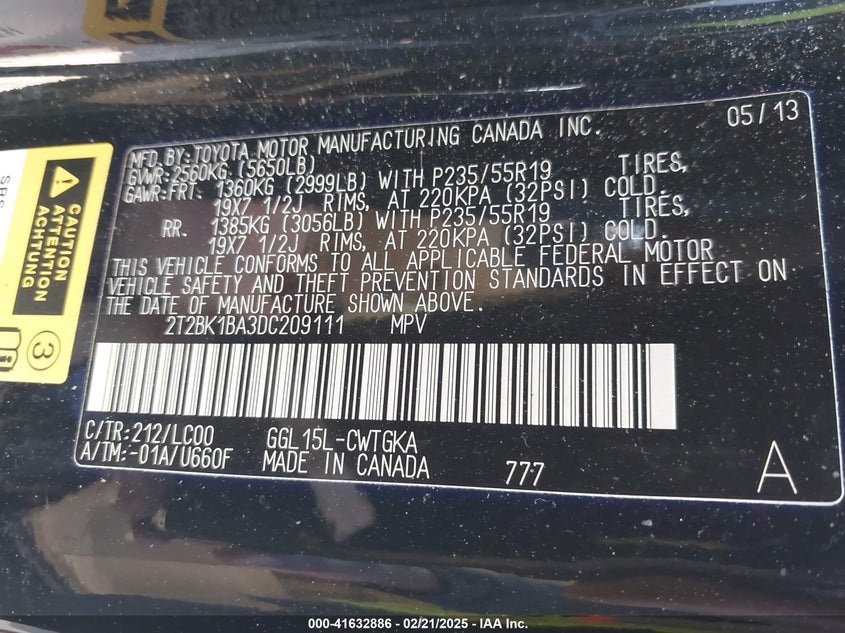 05/13
MFD. BY: TOYOTA MOTOR MANUFACTURING CANADA INC.
GVWR: 2560KG (5650LB)
GAWR: FRT. 1360KG (2999LB) WITH P235/55R19 TIRES,
19X7 1/2J RIMS, AT 220KPA (32PSI) COLD.
RR. 1385KG (3056LB) WITH P235/55R19 TIRES,
19X7 1/2J RIMS, AT 220KPA (32PSI) COLD.
THIS VEHICLE CONFORMS TO ALL APPLICABLE FEDERAL MOTOR
VEHICLE SAFETY AND THEFT PREVENTION STANDARDS IN EFFECT ON
THE DATE OF MANUFACTURE SHOWN ABOVE.
2T2BK1BA3DC209111 MPV
C/TR: 212/LC00 GGL15L-CWTGKA
A/TM: -01A/U660F MADE IN CANADA 777 A
CAUTION
ATTENTION
ACHTUNG
3
SRS
000-41632886 - 02/21/2025 - IAA Inc.